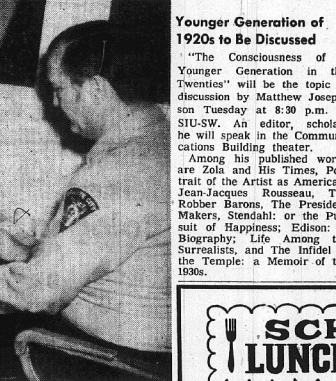 Younger Generation of
1920s to Be Discussed
"The Consciousness of
Younger Generation in th
Twenties" will be the topic
discussion by Matthew Josep
son Tuesday at 8:30 p.m.
SIU-SW. An editor, schola
he will speak in the Commu
cations Building theater.
Among his published wor
are Zola and His Times, Po
trait of the Artist as America
Jean-Jacques Rousseau, T
Robber Barons, The Preside
Makers, Stendahl: or the Pu
suit of Happiness; Edison:
Biography; Life Among t
Surrealists, and The Infidel
the Temple: a Memoir of t
1930s.
SCH
LUNCH